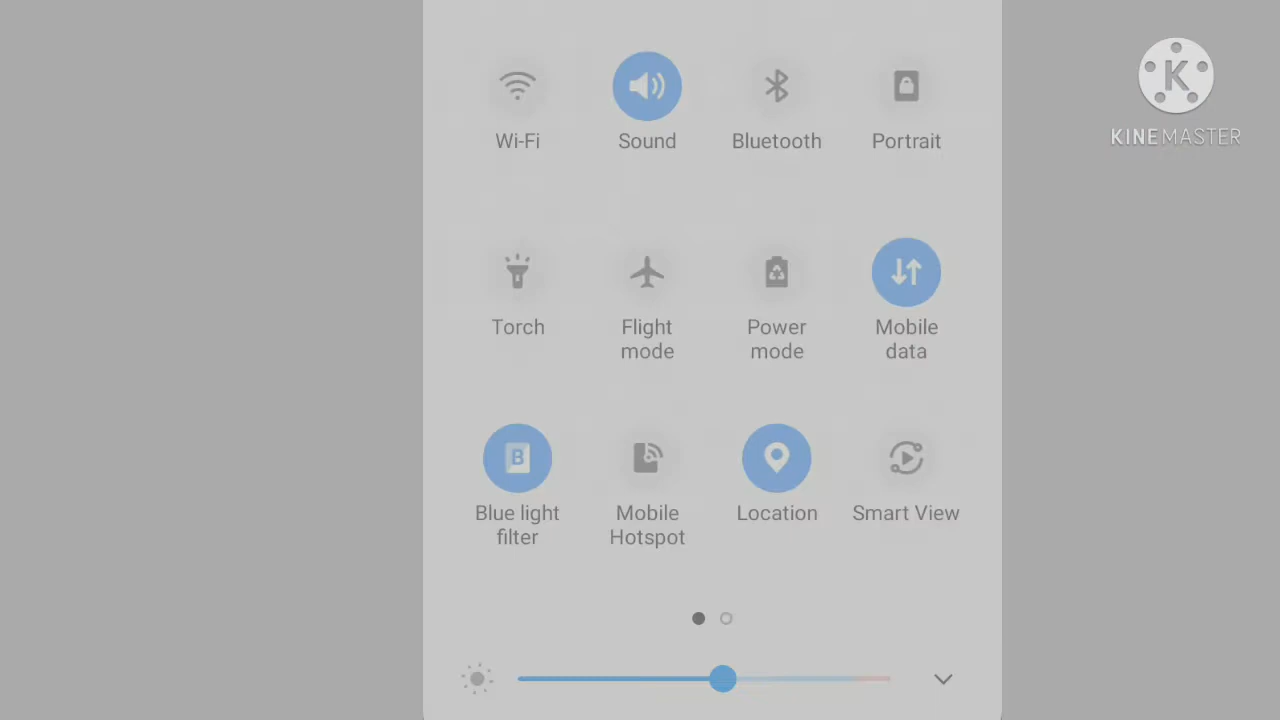 K
KINEMASTER
Wi-Fi
Sound
Bluetooth
Portrait
Torch
Flight
mode
Power
mode
Mobile
data
B
Blue light
filter
Mobile
Hotspot
Location
Smart View